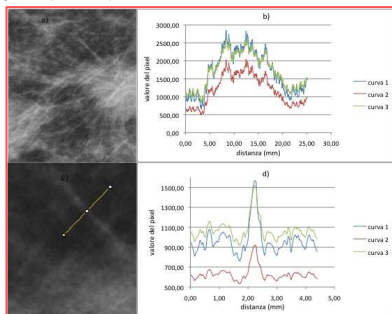 a)
b)
valore del pixel
3000,00
2500,00
2000,00
1500,00
1000,00
500,00
0,00
0,00 5,00 10,00 15,00 20,00 25,00 30,00
distanza (mm)
curva 1
curva 2
curva 3
c)
d)
valore del pixel
1500,00
1300,00
1100,00
900,00
700,00
500,00
0,00 1,00 2,00 3,00 4,00 5,00
distanza (mm)
curva 1
curva 2
curva 3